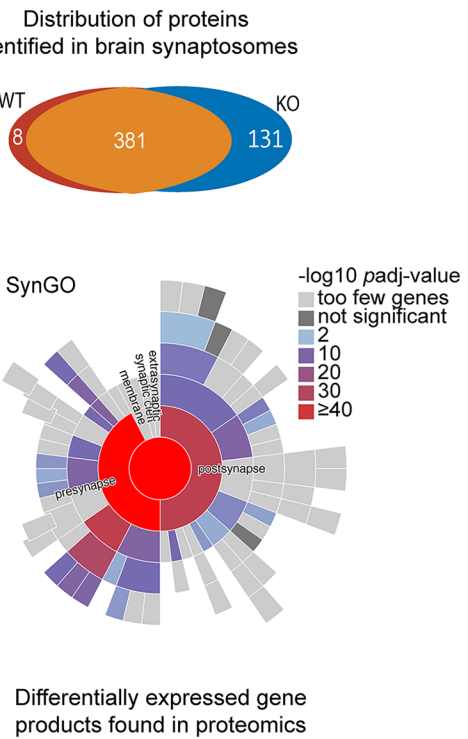 Distribution of proteins
entified in brain synaptosomes
WT
KO
8
381
131
SynGO
-log10 padj-value
too few genes
not significant
2
10
20
30
≥40
extrasynaptic
synaptic cleft
membrane
postsynapse
presynapse
Differentially expressed gene
products found in proteomics